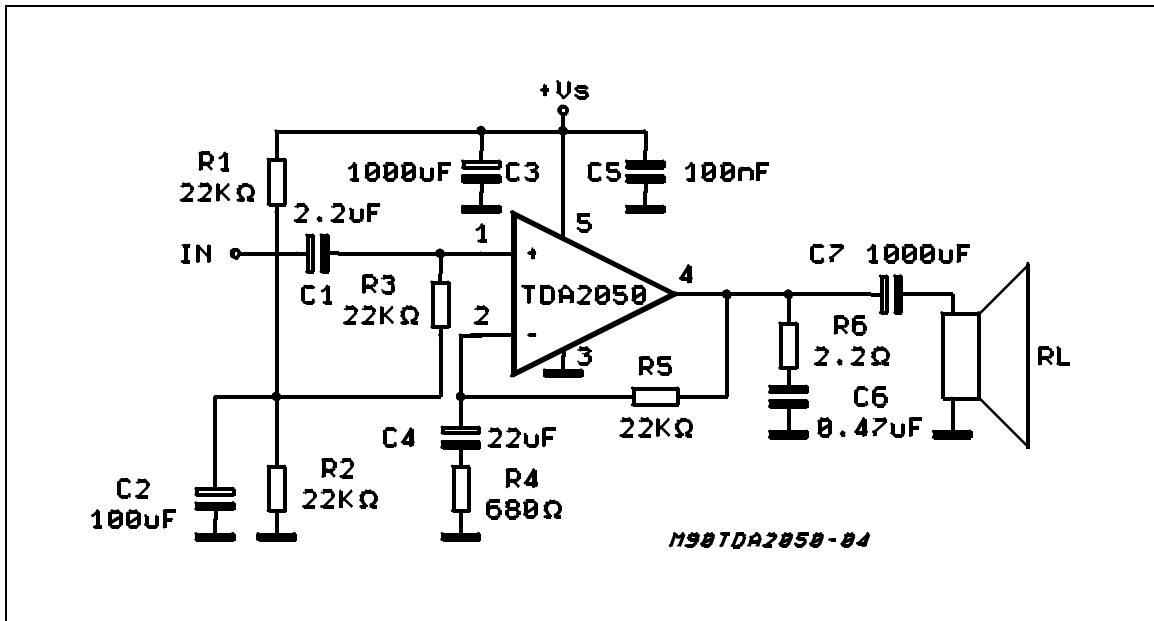 +Vs
R1
22KΩ
1000uF
C3
C5
100nF
2.2uF
IN
C1
1
5
+
R3
22KΩ
TDA2050
4
2
-
3
C7 1000uF
R6
2.2Ω
RL
R5
22KΩ
C6
0.47uF
C4
22uF
R4
680Ω
R2
22KΩ
C2
100uF
M90TDA2050-04